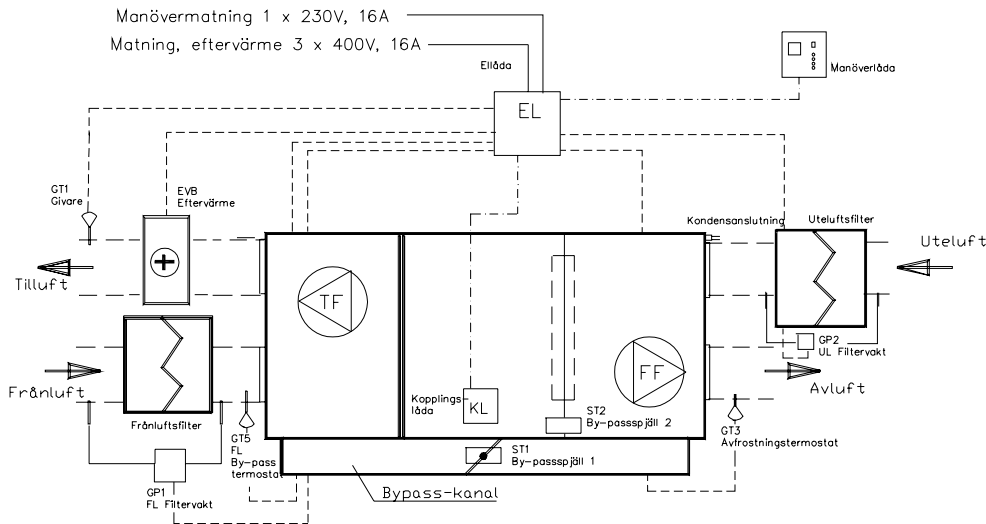 Manövermatning 1 x 230V, 16A
Matning, eftervärme 3 x 400V, 16A
Ellåda
EL
Manöverlåda
GT1
Givare
EVB
Eftervärme
Kondensanslutning
Uteluftsfilter
Uteluft
Tilluft
TF
GP2
UL Filtervakt
Frånluft
FF
Avluft
Kopplings-
låda
KL
ST2
By-passspjäll 2
Frånluftsfilter
GT5
FL
By-pass
termostat
GT3
Avfrostningstermostat
ST1
By-passspjäll 1
GP1
FL Filtervakt
Bypass-kanal